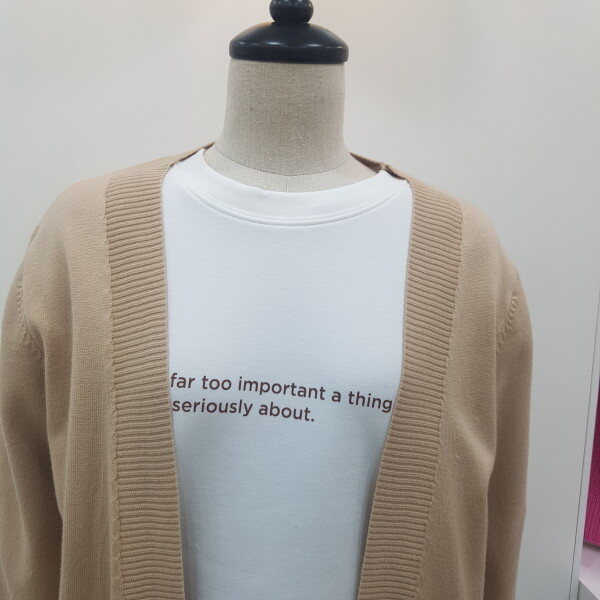 far too important a thing
seriously about.